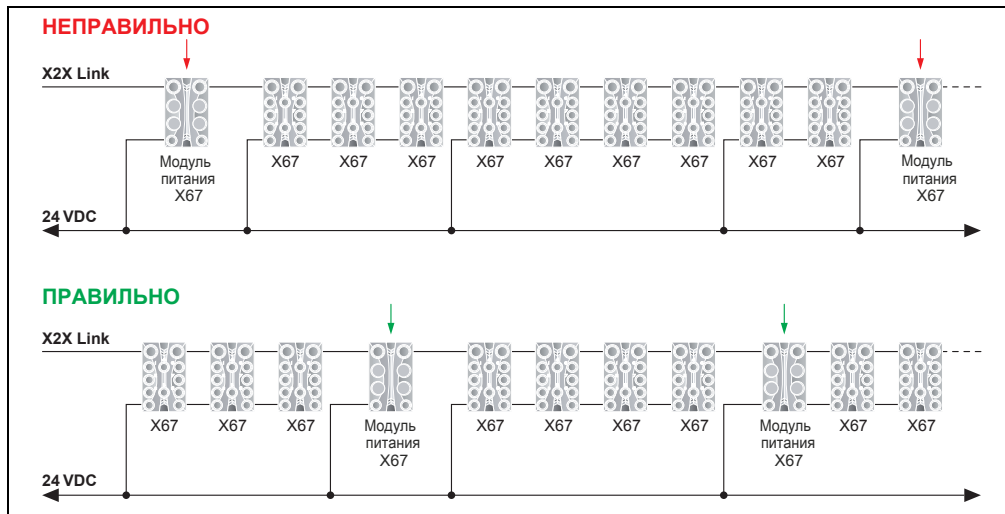 НЕПРАВИЛЬНО
X2X Link
Модуль
питания
X67
X67
X67
X67
X67
X67
X67
X67
X67
X67
Модуль
питания
X67
24 VDC
ПРАВИЛЬНО
X2X Link
X67
X67
X67
Модуль
питания
X67
X67
X67
X67
X67
Модуль
питания
X67
X67
X67
24 VDC